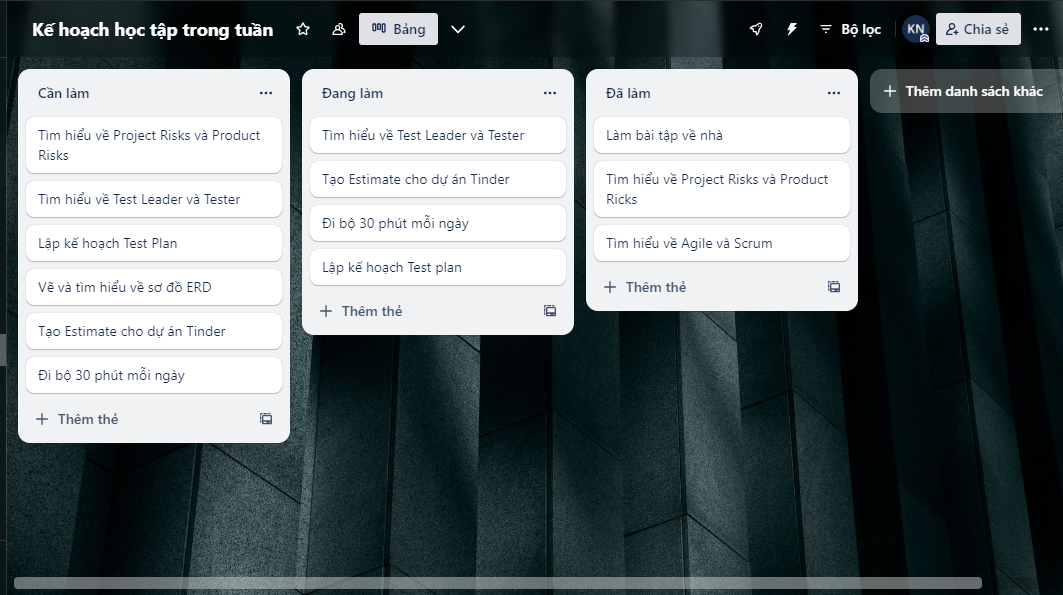 Kế hoạch học tập trong tuần
Bảng
Bộ lọc
KN
Chia sẻ
Cần làm
Tìm hiểu về Project Risks và Product
Risks
Tìm hiểu về Test Leader và Tester
Lập kế hoạch Test Plan
Vẽ và tìm hiểu về sơ đồ ERD
Tạo Estimate cho dự án Tinder
Đi bộ 30 phút mỗi ngày
Thêm thẻ
Đang làm
Tìm hiểu về Test Leader và Tester
Tạo Estimate cho dự án Tinder
Đi bộ 30 phút mỗi ngày
Lập kế hoạch Test plan
Thêm thẻ
Đã làm
Làm bài tập về nhà
Tìm hiểu về Project Risks và Product
Ricks
Tìm hiểu về Agile và Scrum
Thêm thẻ
Thêm danh sách khác